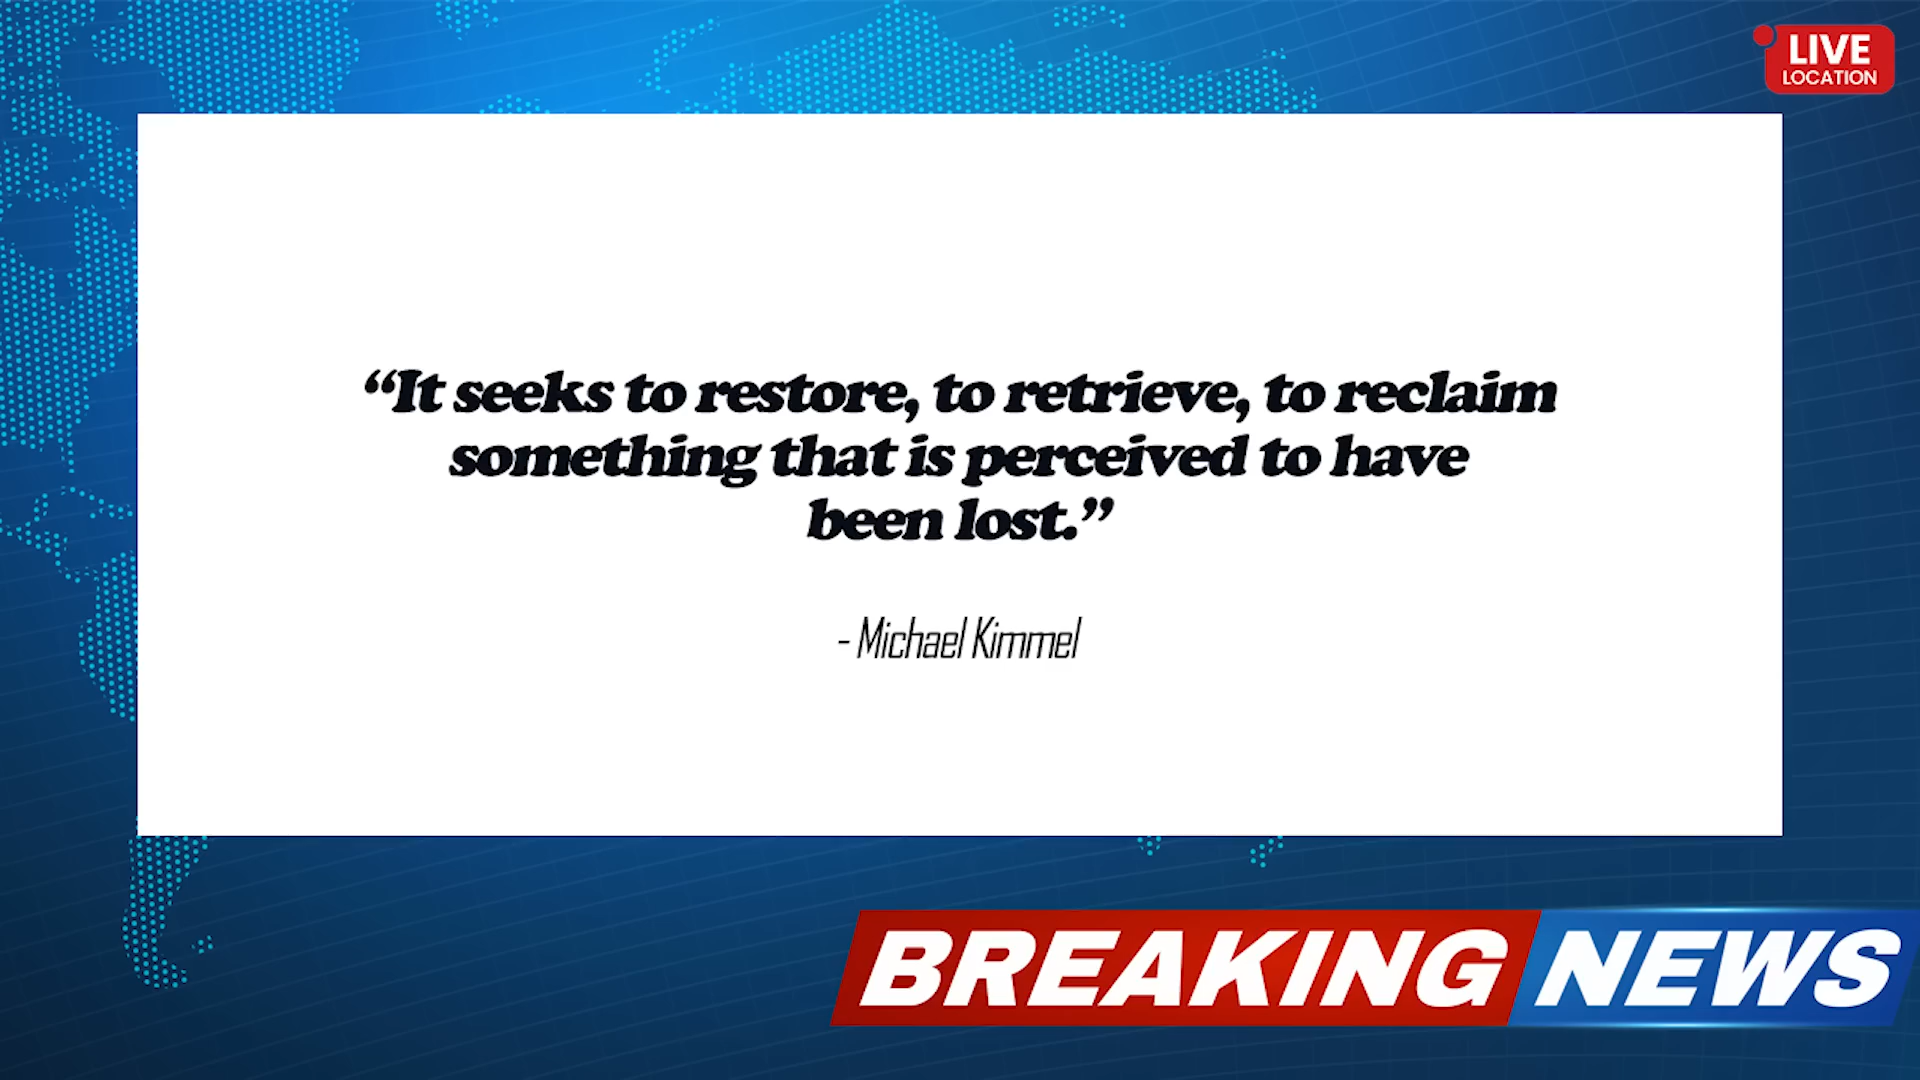 LIVE
LOCATION
“It seeks to restore, to retrieve, to reclaim
something that is perceived to have
been lost.”
- Michael Kimmel
BREAKING NEWS